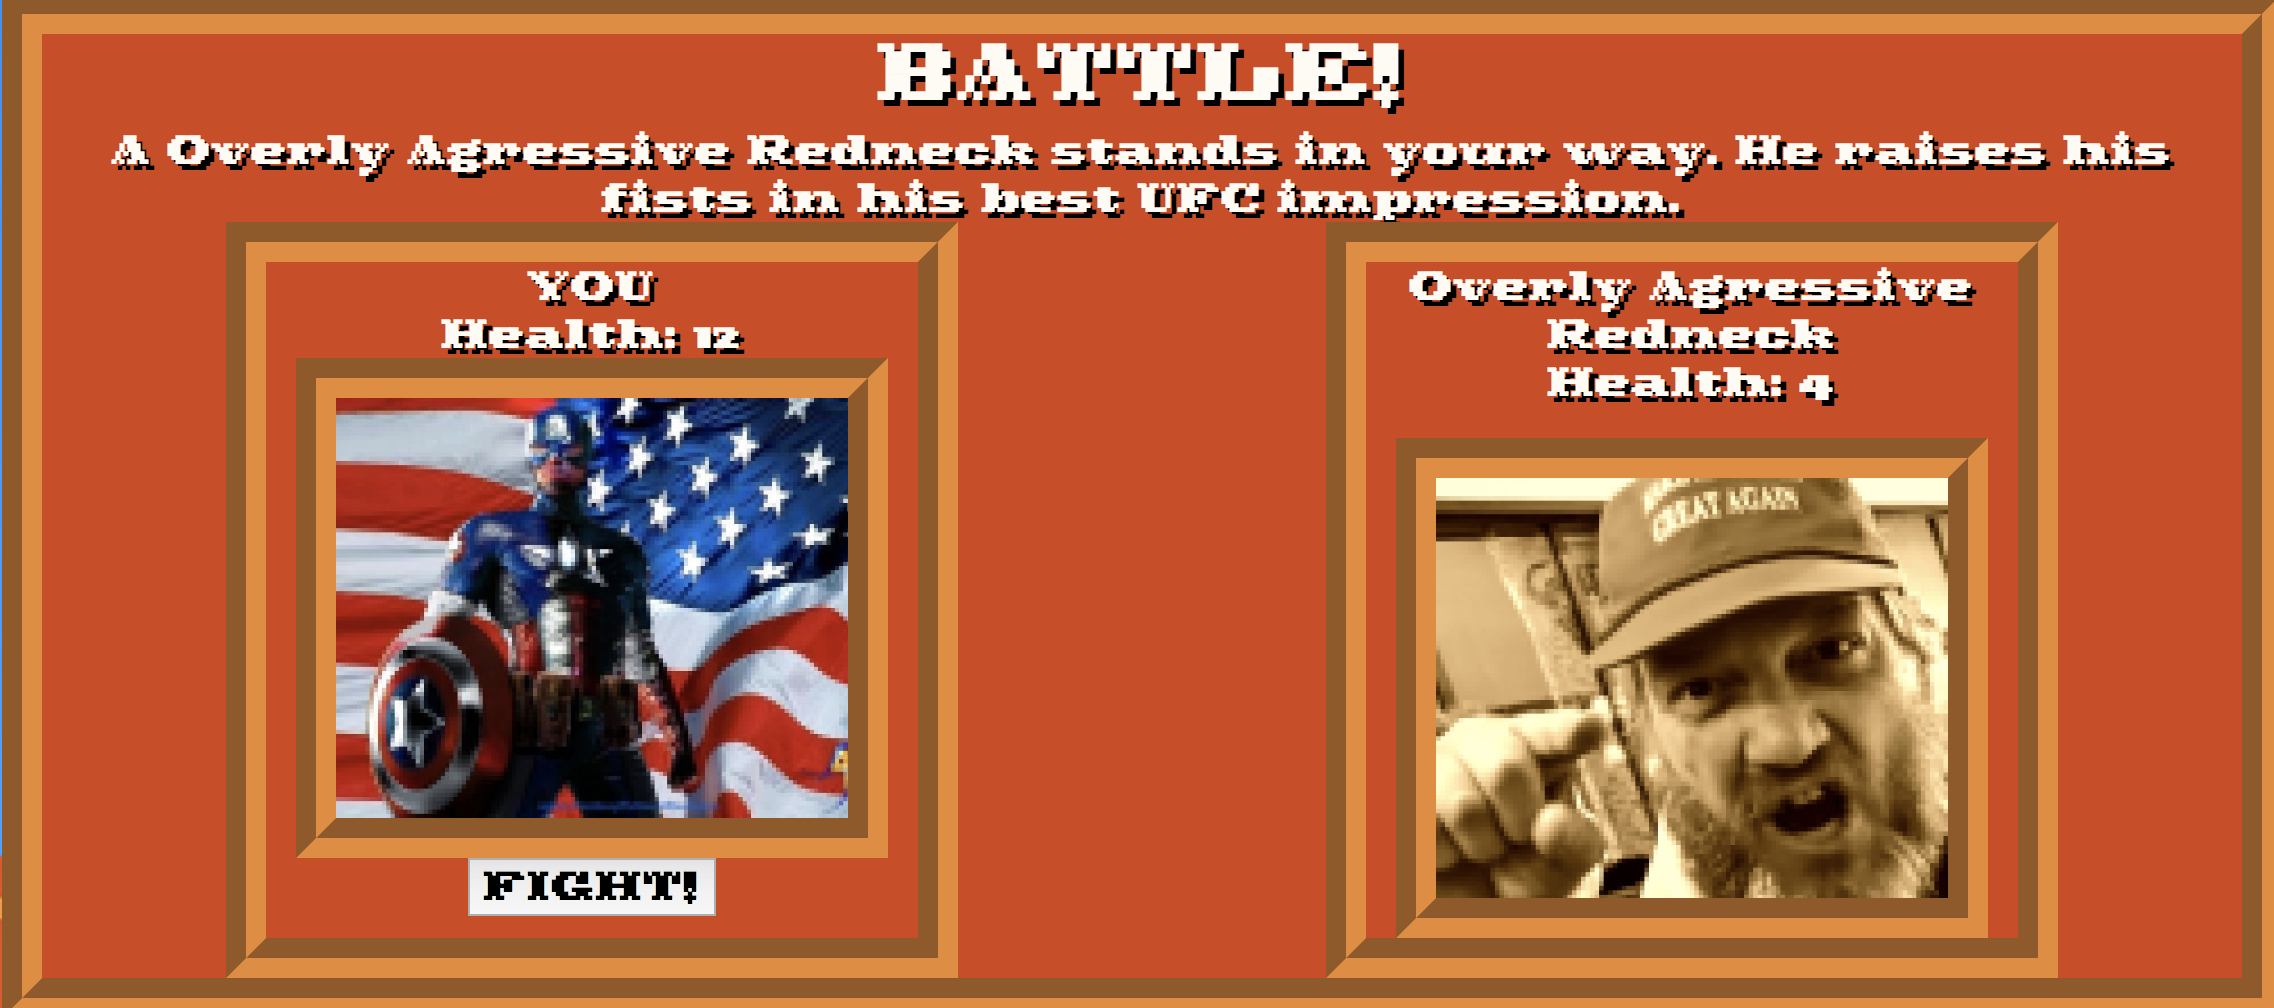 BATTLE!
A Overly Agressive Redneck stands in your way. He raises his
fists in his best UFC impression.
YOU
Health: 12
FIGHT!
Overly Agressive
Redneck
Health: 4
GREAT AGAIN